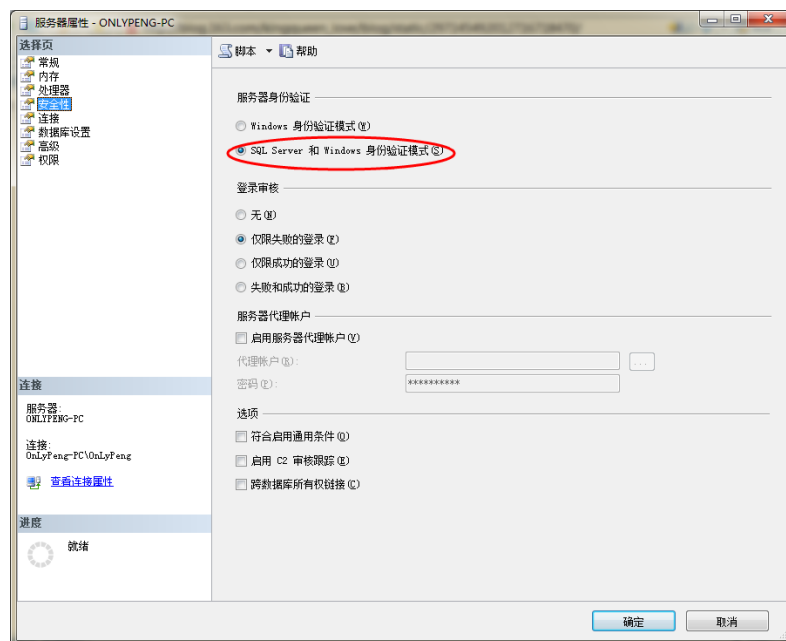 服务器属性 - ONLYPENG-PC
选择页
常规
内存
处理器
安全性
连接
数据库设置
高级
权限
连接
服务器:
ONLYPENG-PC
连接:
OnLyPeng-PC\OnLyPeng
查看连接属性
进度
就绪
脚本
帮助
服务器身份验证
Windows 身份验证模式(W)
SQL Server 和 Windows 身份验证模式(S)
登录审核
无(N)
仅限失败的登录(F)
仅限成功的登录(U)
失败和成功的登录(B)
服务器代理帐户
启用服务器代理帐户(V)
代理帐户(R):
...
密码(P):
**********
选项
符合启用通用条件(O)
启用 C2 审核跟踪(E)
跨数据库所有权链接(C)
确定
取消